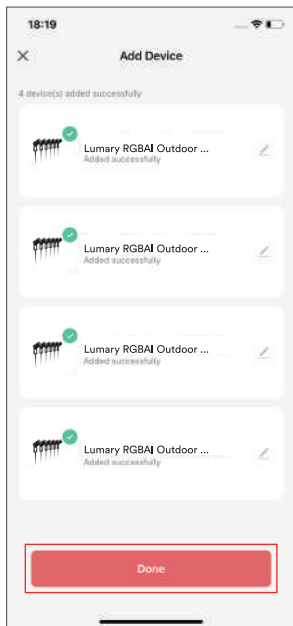 18:19
Add Device
4 device(s) added successfully
Lumary RGBAI Outdoor ...
Added successfully
Lumary RGBAI Outdoor ...
Added successfully
Lumary RGBAI Outdoor ...
Added successfully
Lumary RGBAI Outdoor ...
Added successfully
Done